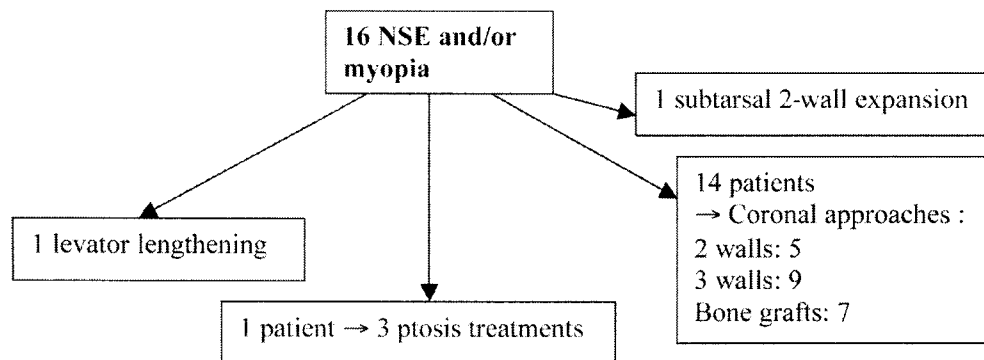 16 NSE and/or
myopia
1 subtarsal 2-wall expansion
14 patients
→ Coronal approaches :
2 walls: 5
3 walls: 9
Bone grafts: 7
1 levator lengthening
1 patient → 3 ptosis treatments